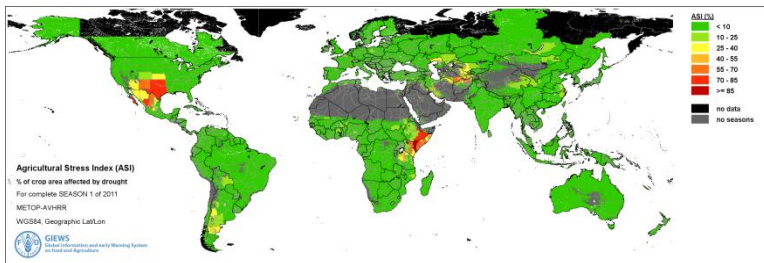 ASI (%)
< 10
10 - 25
25 - 40
40 - 55
55 - 70
70 - 85
>= 85
no data
no seasons
Agricultural Stress Index (ASI)
% of crop area affected by drought
For complete SEASON 1 of 2011
METOP-AVHRR
WGS84, Geographic Lat/Lon
FAO
GIEWS
Global Information and early Warning System
on Food and Agriculture